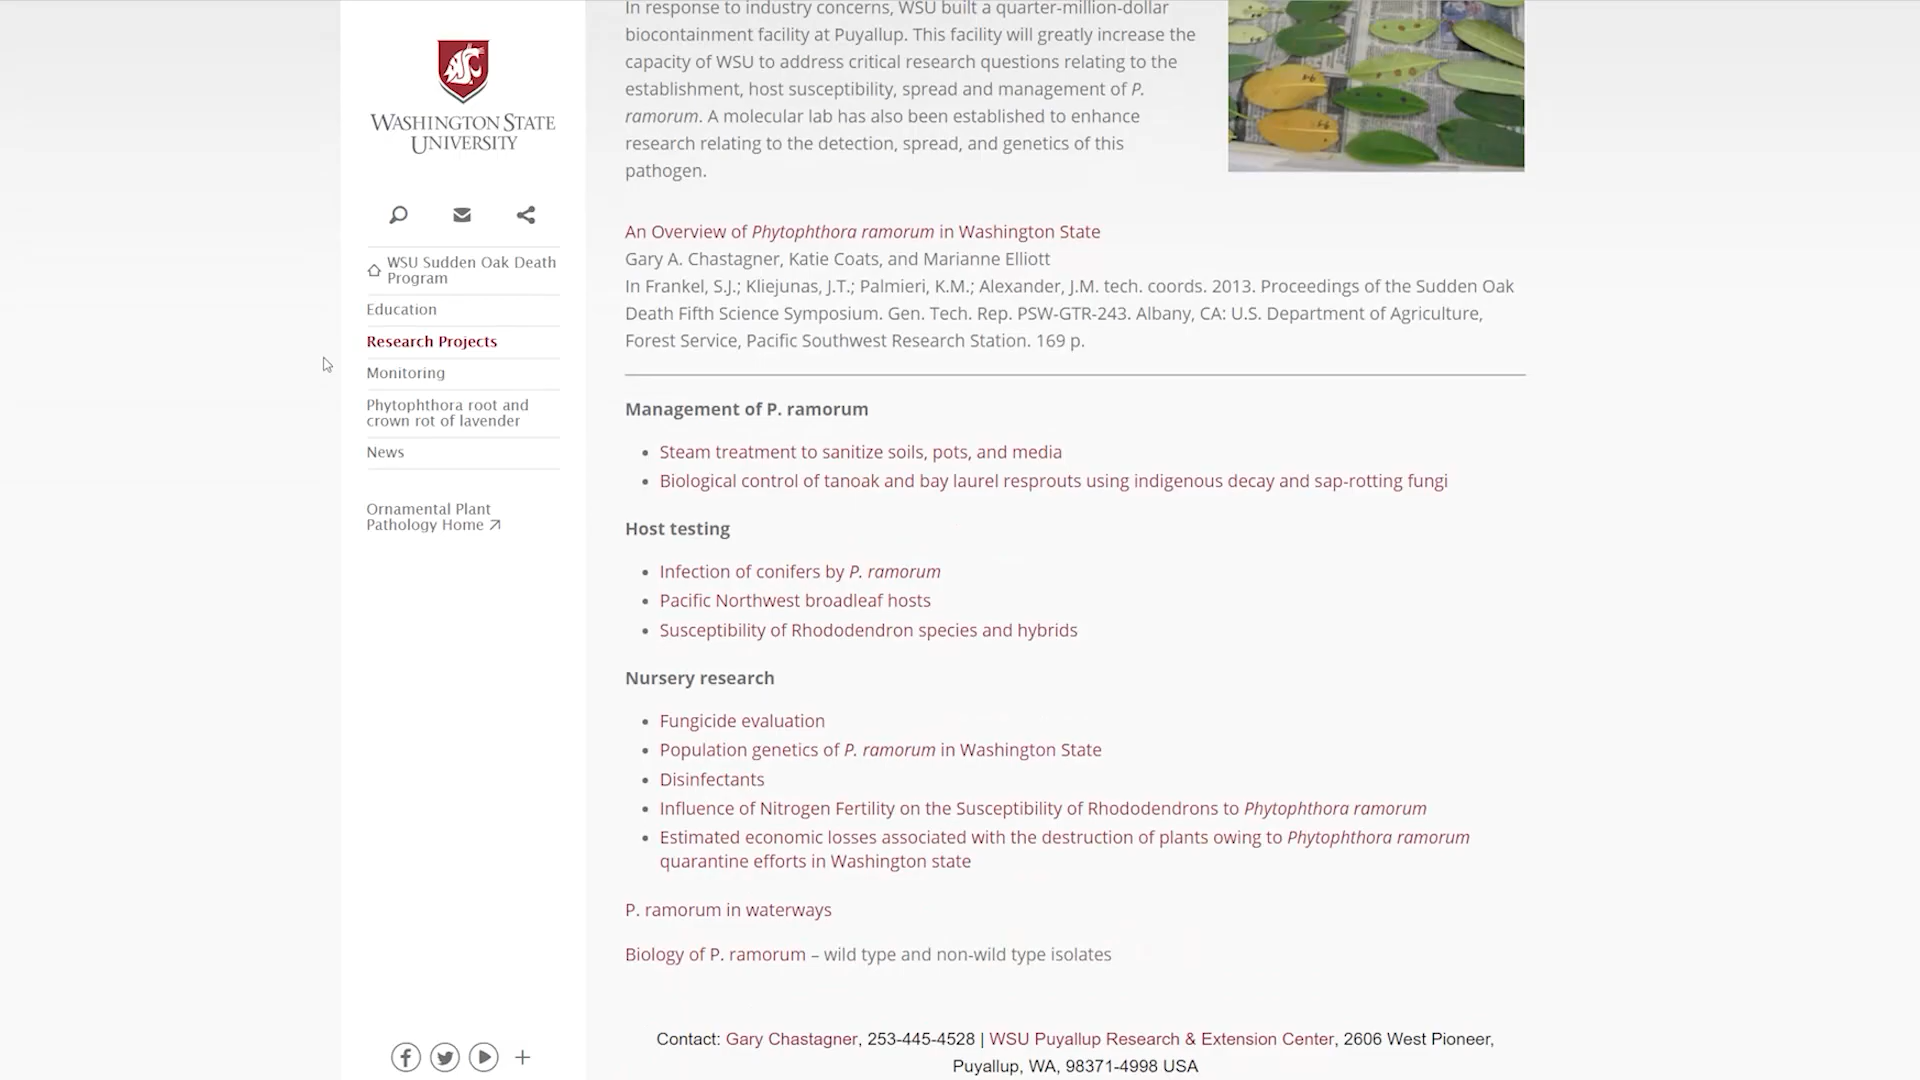 WASHINGTON STATE
UNIVERSITY
WSU Sudden Oak Death
Program
Education
Research Projects
Monitoring
Phytophthora root and
crown rot of lavender
News
Ornamental Plant
Pathology Home
In response to industry concerns, WSU built a quarter-million-dollar
biocontainment facility at Puyallup. This facility will greatly increase the
capacity of WSU to address critical research questions relating to the
establishment, host susceptibility, spread and management of P.
ramorum. A molecular lab has also been established to enhance
research relating to the detection, spread, and genetics of this
pathogen.
An Overview of Phytophthora ramorum in Washington State
Gary A. Chastagner, Katie Coats, and Marianne Elliott
In Frankel, S.J.; Kliejunas, J.T.; Palmieri, K.M.; Alexander, J.M. tech. coords. 2013. Proceedings of the Sudden Oak
Death Fifth Science Symposium. Gen. Tech. Rep. PSW-GTR-243. Albany, CA: U.S. Department of Agriculture,
Forest Service, Pacific Southwest Research Station. 169 p.
Management of P. ramorum
• Steam treatment to sanitize soils, pots, and media
• Biological control of tanoak and bay laurel resprouts using indigenous decay and sap-rotting fungi
Host testing
• Infection of conifers by P. ramorum
• Pacific Northwest broadleaf hosts
• Susceptibility of Rhododendron species and hybrids
Nursery research
• Fungicide evaluation
• Population genetics of P. ramorum in Washington State
• Disinfectants
• Influence of Nitrogen Fertility on the Susceptibility of Rhododendrons to Phytophthora ramorum
• Estimated economic losses associated with the destruction of plants owing to Phytophthora ramorum
quarantine efforts in Washington state
P. ramorum in waterways
Biology of P. ramorum – wild type and non-wild type isolates
Contact: Gary Chastagner, 253-445-4528 | WSU Puyallup Research & Extension Center, 2606 West Pioneer,
Puyallup, WA, 98371-4998 USA